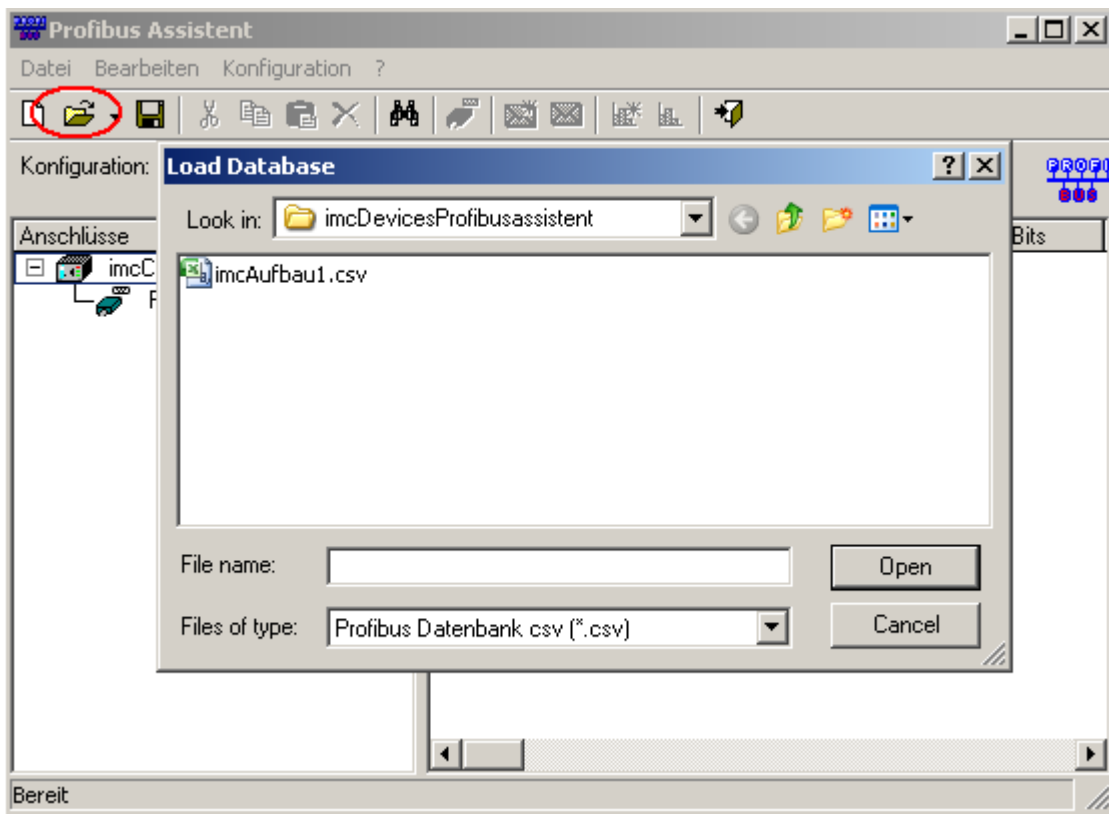 Profibus Assistent
Datei Bearbeiten Konfiguration ?
Konfiguration:
Load Database
Look in: imcDevicesProfibusassistent
Anschlüsse
Bits
imcC
imcAufbau1.csv
File name:
Open
Files of type: Profibus Datenbank csv (*.csv)
Cancel
Bereit